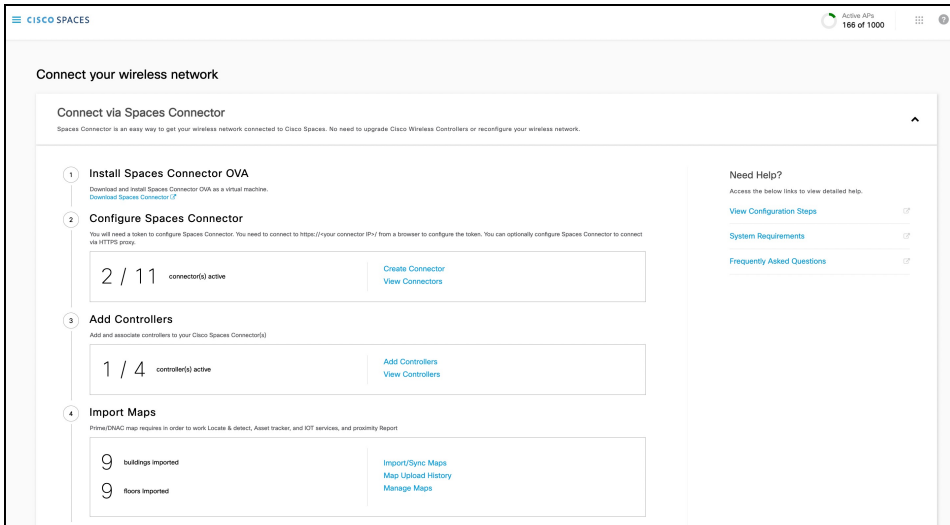 CISCO SPACES
Active APs
166 of 1000
Connect your wireless network
Connect via Spaces Connector
Spaces Connector is an easy way to get your wireless network connected to Cisco Spaces. No need to upgrade Cisco Wireless Controllers or reconfigure your wireless network.
1 Install Spaces Connector OVA
Download and install Spaces Connector OVA as a virtual machine.
Download Spaces Connector
2 Configure Spaces Connector
You will need a token to configure Spaces Connector. You need to connect to https://<your connector IP>/ from a browser to configure the token. You can optionally configure Spaces Connector to connect
via HTTPS proxy.
2 / 11 connector(s) active
Create Connector
View Connectors
3 Add Controllers
Add and associate controllers to your Cisco Spaces Connector(s)
1 / 4 controller(s) active
Add Controllers
View Controllers
4 Import Maps
Prime/DNAC map requires in order to work Locate & detect, Asset tracker, and IOT services, and proximity Report
9 buildings imported
9 floors imported
Import/Sync Maps
Map Upload History
Manage Maps
Need Help?
Access the below links to view detailed help.
View Configuration Steps
System Requirements
Frequently Asked Questions